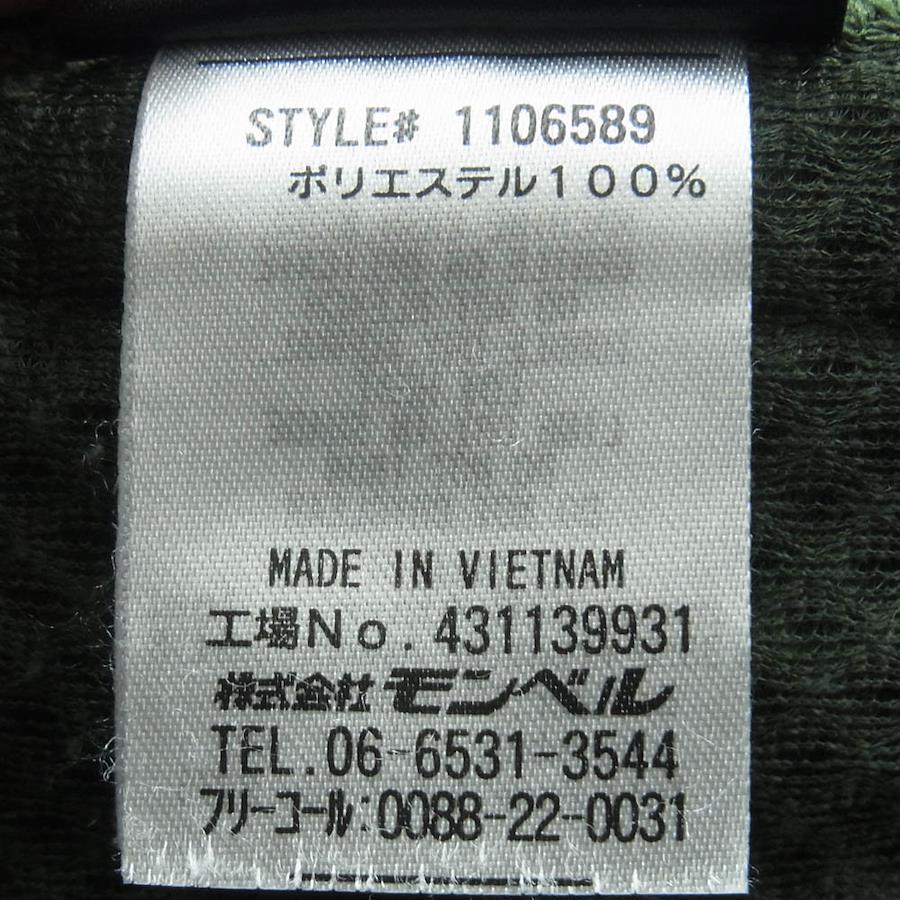 STYLE# 1106589
ポリエステル100%
MADE IN VIETNAM
工場No.431139931
株式会社モンベル
TEL.06-6531-3544
フリーコール:0088-22-0031